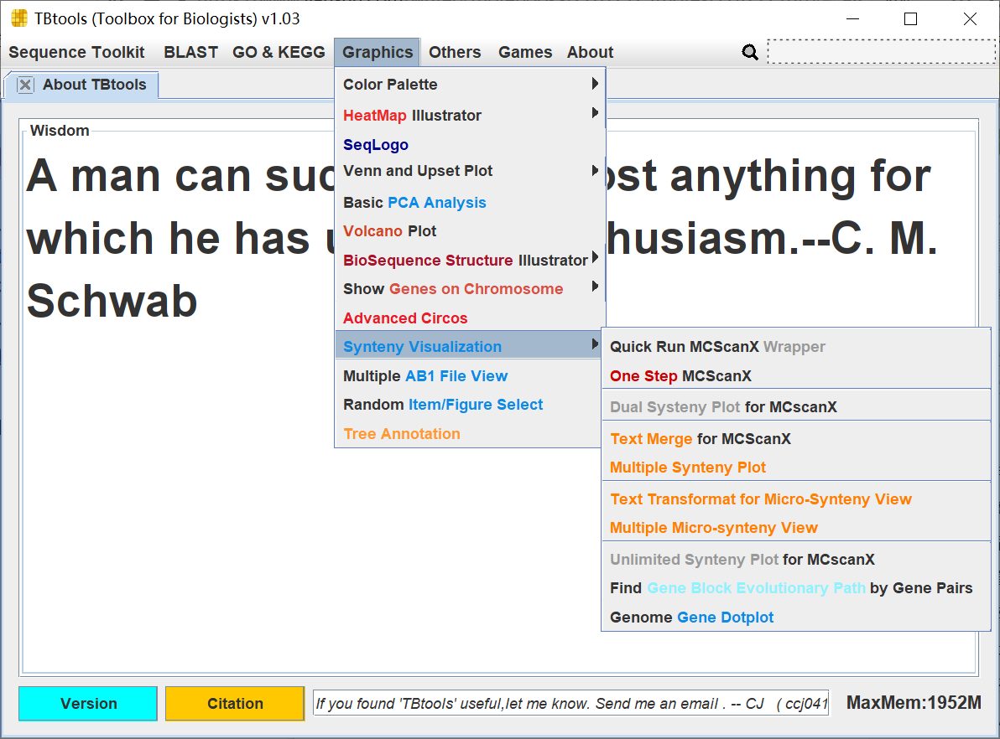 TBtools (Toolbox for Biologists) v1.03
Sequence Toolkit BLAST GO & KEGG Graphics Others Games About
About TBtools
Wisdom
A man can suc ost anything for
which he has husiasm.--C. M.
Schwab
Color Palette
HeatMap Illustrator
SeqLogo
Venn and Upset Plot
Basic PCA Analysis
Volcano Plot
BioSequence Structure Illustrator
Show Genes on Chromosome
Advanced Circos
Synteny Visualization
Multiple AB1 File View
Random Item/Figure Select
Tree Annotation
Quick Run MCScanX Wrapper
One Step MCScanX
Dual Systeny Plot for MCscanX
Text Merge for MCScanX
Multiple Synteny Plot
Text Transformat for Micro-Synteny View
Multiple Micro-synteny View
Unlimited Synteny Plot for MCscanX
Find Gene Block Evolutionary Path by Gene Pairs
Genome Gene Dotplot
Version
Citation
If you found 'TBtools' useful,let me know. Send me an email . -- CJ ( ccj041
MaxMem:1952M